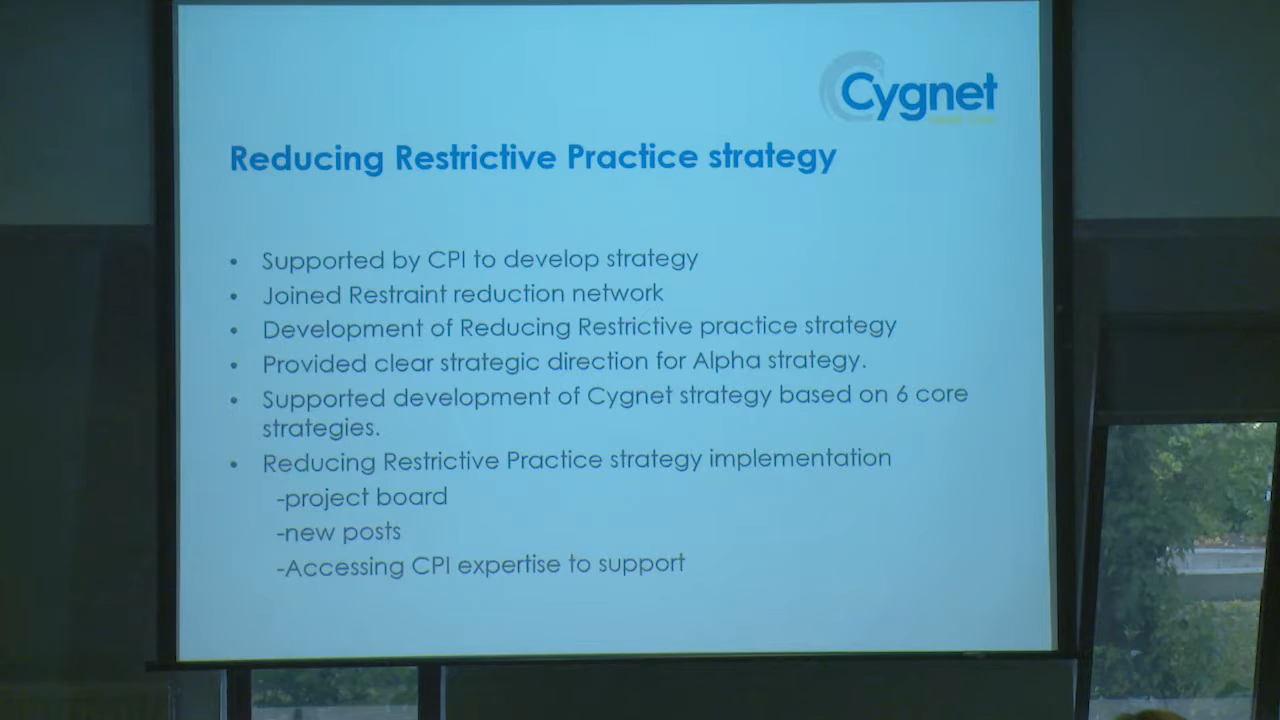 Cygnet
Reducing Restrictive Practice strategy
• Supported by CPI to develop strategy
• Joined Restraint reduction network
• Development of Reducing Restrictive practice strategy
• Provided clear strategic direction for Alpha strategy.
• Supported development of Cygnet strategy based on 6 core
strategies.
• Reducing Restrictive Practice strategy implementation
-project board
-new posts
-Accessing CPI expertise to support